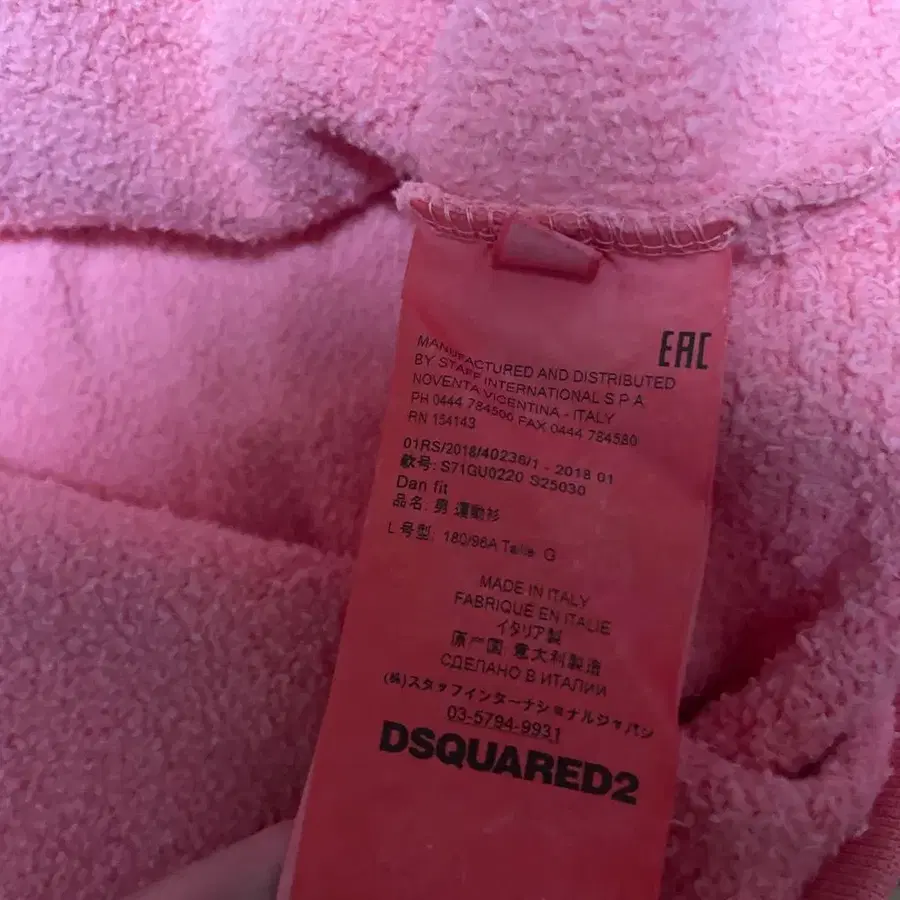 EAC
MANUFACTURED AND DISTRIBUTED
BY STAFF INTERNATIONAL S P A
NOVENTA VICENTINA - ITALY
PH 0444 784500 FAX 0444 784580
RN 154143
01RS/2018/40236/1 - 2018 01
款号: S71GU0220 S25030
Dan fit
品名: 男 運動衫
L 号型: 180/96A Taille G
MADE IN ITALY
FABRIQUÉ EN ITALIE
イタリア製
原产国 意大利製造
СДЕЛАНО В ИТАЛИИ
(株)スタッフインターナショナルジャパン
03-5794-9931
DSQUARED2